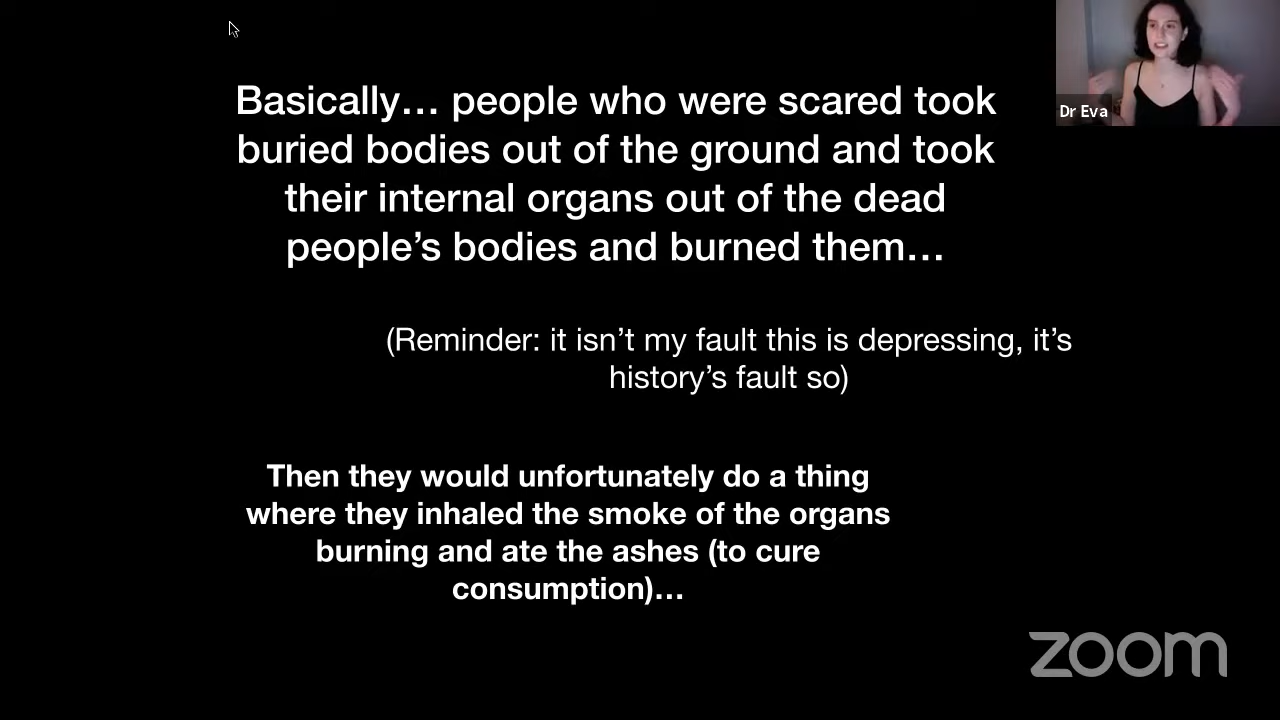 Basically… people who were scared took
buried bodies out of the ground and took
their internal organs out of the dead
people’s bodies and burned them…
Dr Eva
(Reminder: it isn’t my fault this is depressing, it’s
history’s fault so)
Then they would unfortunately do a thing
where they inhaled the smoke of the organs
burning and ate the ashes (to cure
consumption)…
zoom